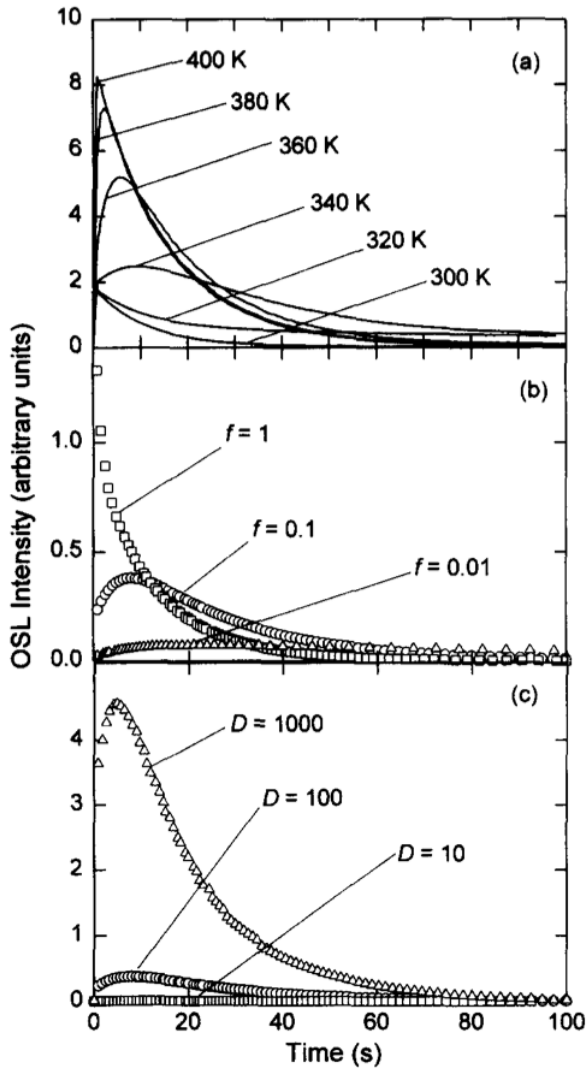 OSL Intensity (arbitrary units)
10
8
6
4
2
0
(a)
400 K
380 K
360 K
340 K
320 K
300 K
1.0
0.5
0.0
(b)
f = 1
f = 0.1
f = 0.01
4
3
2
1
0
(c)
D = 1000
D = 100
D = 10
0 20 40 60 80 100
Time (s)